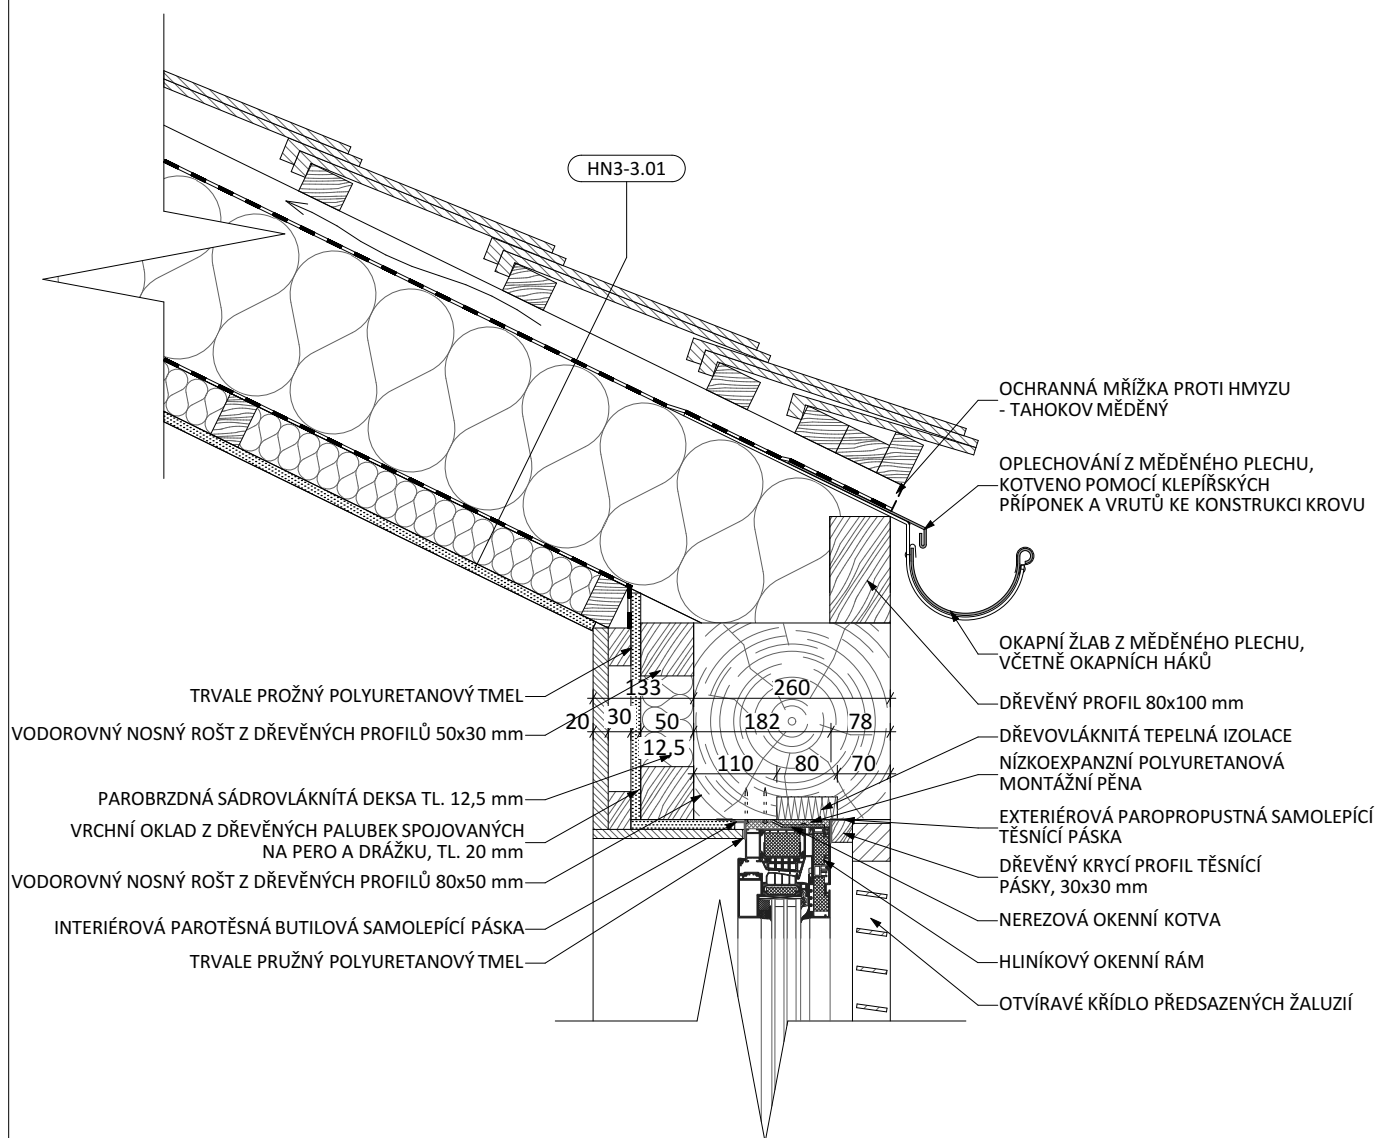 HN3-3.01
OCHRANNÁ MŘÍŽKA PROTI HMYZU
- TAHOKOV MĚDĚNÝ
OPLECHOVÁNÍ Z MĚDĚNÉHO PLECHU,
KOTVENO POMOCÍ KLEPÍŘSKÝCH
PŘÍPONEK A VRUTŮ KE KONSTRUKCI KROVU
OKAPNÍ ŽLAB Z MĚDĚNÉHO PLECHU,
VČETNĚ OKAPNÍCH HÁKŮ
DŘEVĚNÝ PROFIL 80x100 mm
DŘEVOVLÁKNITÁ TEPELNÁ IZOLACE
NÍZKOEXPANZNÍ POLYURETANOVÁ
MONTÁŽNÍ PĚNA
EXTERIÉROVÁ PAROPROPUSTNÁ SAMOLEPÍCÍ
TĚSNÍCÍ PÁSKA
DŘEVĚNÝ KRYCÍ PROFIL TĚSNÍCÍ
PÁSKY, 30x30 mm
NEREZOVÁ OKENNÍ KOTVA
HLINÍKOVÝ OKENNÍ RÁM
OTVÍRAVÉ KŘÍDLO PŘEDSAZENÝCH ŽALUZIÍ
TRVALE PROŽNÝ POLYURETANOVÝ TMEL
VODOROVNÝ NOSNÝ ROŠT Z DŘEVĚNÝCH PROFILŮ 50x30 mm
PAROBRZDNÁ SÁDROVLÁKNÍTÁ DEKSA TL. 12,5 mm
VRCHNÍ OKLAD Z DŘEVĚNÝCH PALUBEK SPOJOVANÝCH
NA PERO A DRÁŽKU, TL. 20 mm
VODOROVNÝ NOSNÝ ROŠT Z DŘEVĚNÝCH PROFILŮ 80x50 mm
INTERIÉROVÁ PAROTĚSNÁ BUTILOVÁ SAMOLEPÍCÍ PÁSKA
TRVALE PRUŽNÝ POLYURETANOVÝ TMEL
133 260
20 30 50 182 78
12,5
110 80 70